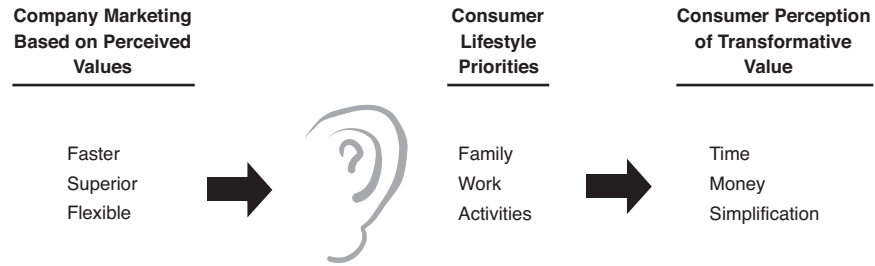 Company Marketing
Based on Perceived
Values
Faster
Superior
Flexible
Consumer
Lifestyle
Priorities
Family
Work
Activities
Consumer Perception
of Transformative
Value
Time
Money
Simplification